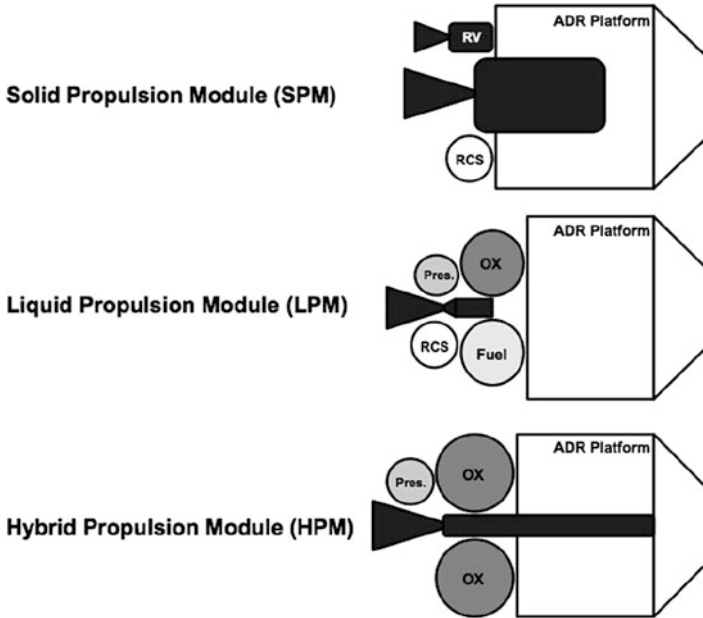 ADR Platform
RV
Solid Propulsion Module (SPM)
RCS
ADR Platform
OX
Pres.
Liquid Propulsion Module (LPM)
RCS
Fuel
ADR Platform
OX
Pres.
Hybrid Propulsion Module (HPM)
OX